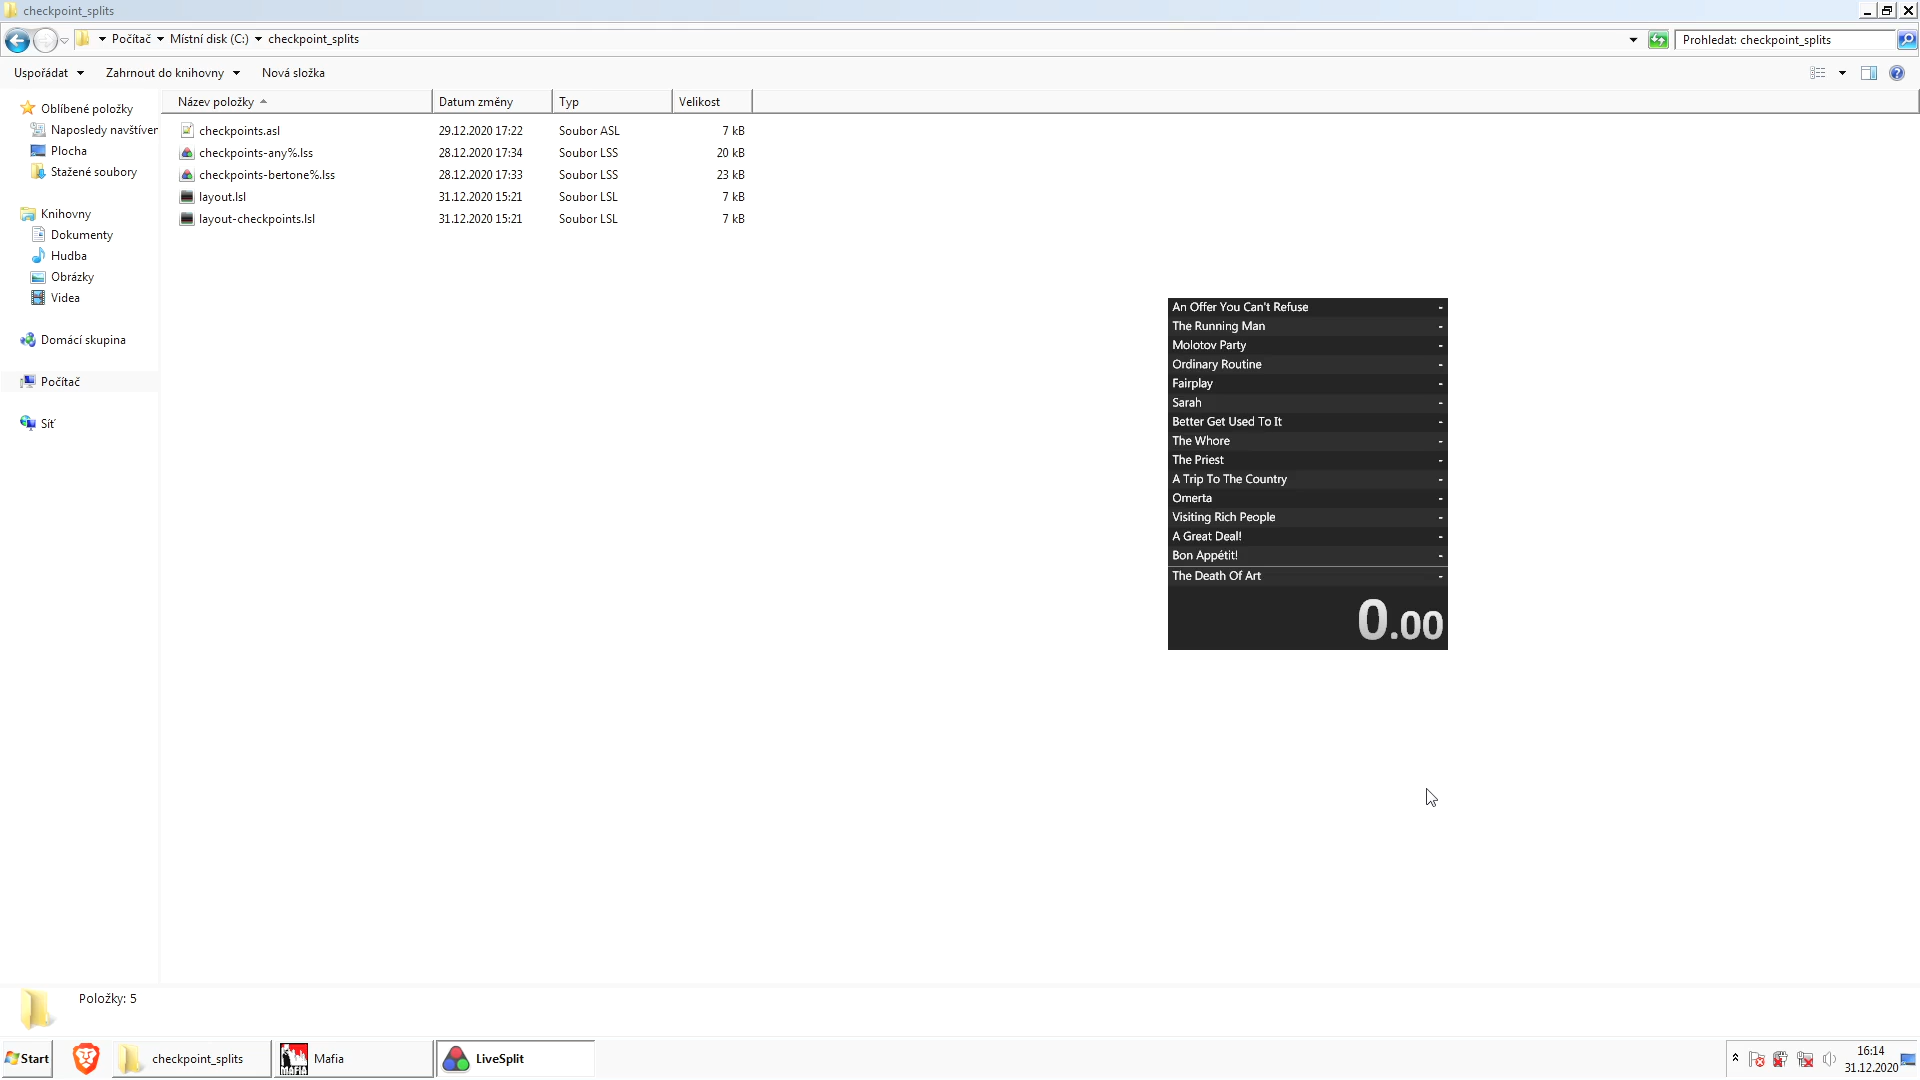 checkpoint_splits
Počítač Místní disk (C:) checkpoint_splits
Prohledat: checkpoint_splits
Uspořádat Zahrnout do knihovny Nová složka
Oblíbené položky
Naposledy navštíven
Plocha
Stažené soubory
Knihovny
Dokumenty
Hudba
Obrázky
Videa
Domácí skupina
Počítač
Síť
Název položky Datum změny Typ Velikost
checkpoints.asl 29.12.2020 17:22 Soubor ASL 7 kB
checkpoints-any%.lss 28.12.2020 17:34 Soubor LSS 20 kB
checkpoints-bertone%.lss 28.12.2020 17:33 Soubor LSS 23 kB
layout.lsl 31.12.2020 15:21 Soubor LSL 7 kB
layout-checkpoints.lsl 31.12.2020 15:21 Soubor LSL 7 kB
An Offer You Can't Refuse -
The Running Man -
Molotov Party -
Ordinary Routine -
Fairplay -
Sarah -
Better Get Used To It -
The Whore -
The Priest -
A Trip To The Country -
Omerta -
Visiting Rich People -
A Great Deal! -
Bon Appétit! -
The Death Of Art -
0.00
Položky: 5
Start
checkpoint_splits
MAFIA
Mafia
LiveSplit
16:14
31.12.2020